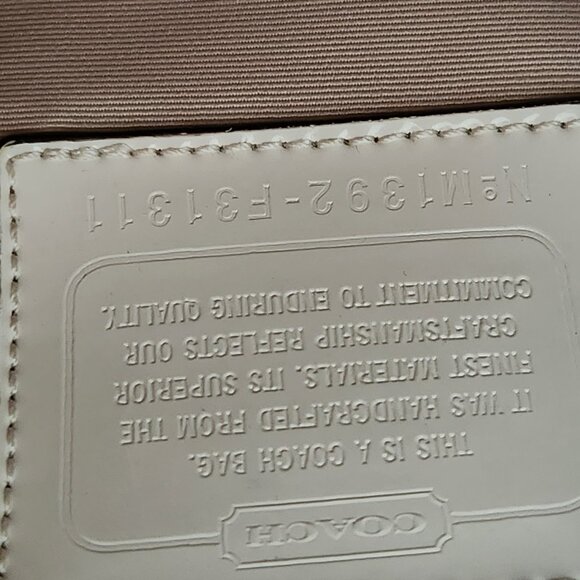 COACH
THIS IS A COACH BAG.
IT WAS HANDCRAFTED FROM THE
FINEST MATERIALS. ITS SUPERIOR
CRAFTSMANSHIP REFLECTS OUR
COMMITMENT TO ENDURING QUALITY.
NºM1392-F31311